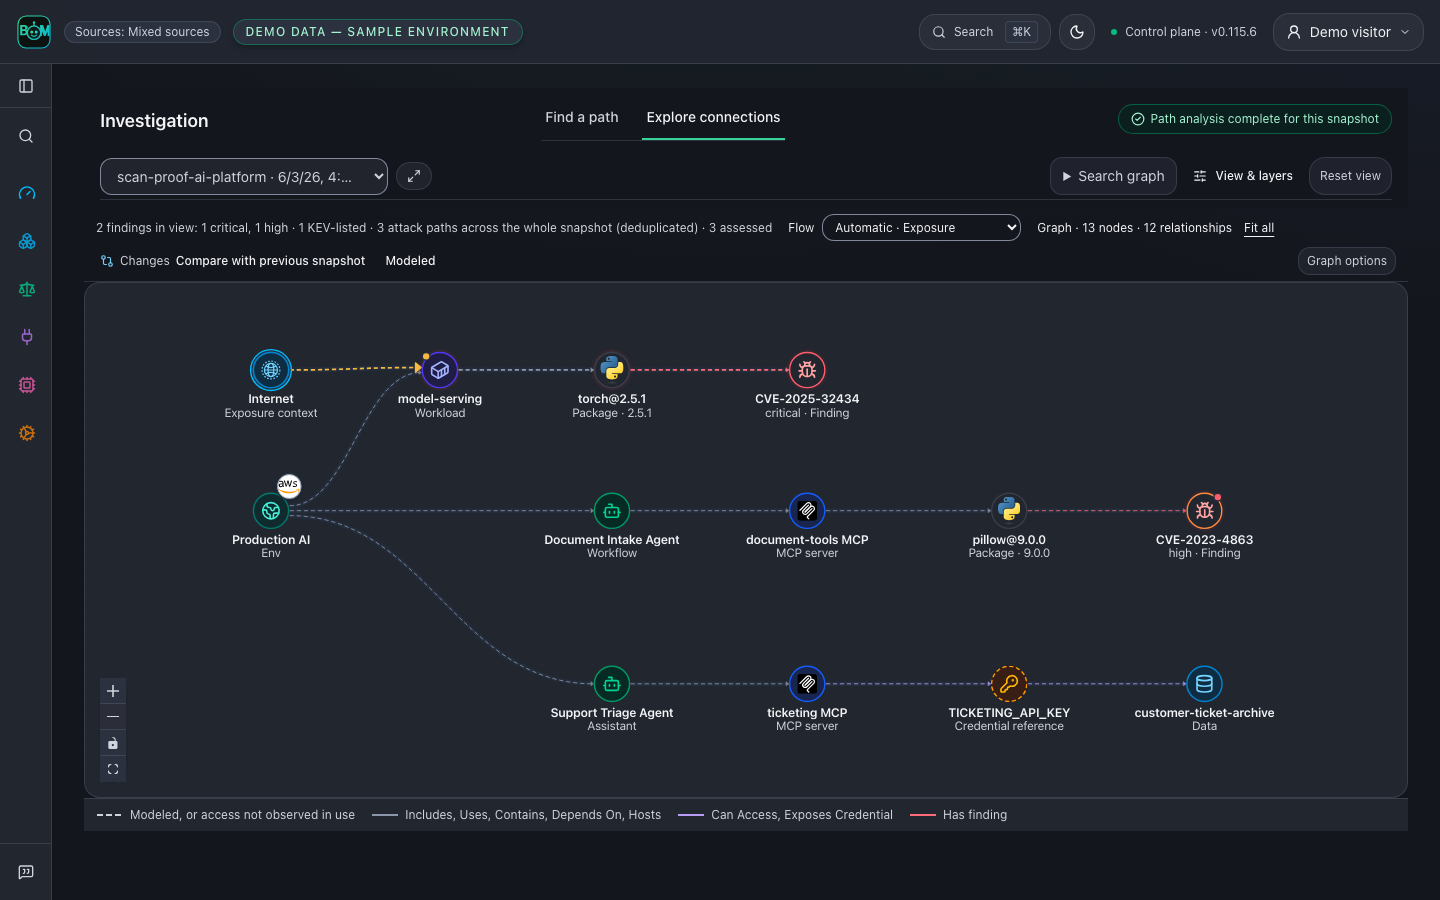 BOM
Sources: Mixed sources
DEMO DATA — SAMPLE ENVIRONMENT
Search ⌘K
Control plane · v0.115.6
Demo visitor
Investigation
Find a path
Explore connections
Path analysis complete for this snapshot
scan-proof-ai-platform · 6/3/26, 4:...
Search graph
View & layers
Reset view
2 findings in view: 1 critical, 1 high · 1 KEV-listed · 3 attack paths across the whole snapshot (deduplicated) · 3 assessed
Flow
Automatic · Exposure
Graph · 13 nodes · 12 relationships
Fit all
Changes
Compare with previous snapshot
Modeled
Graph options
Internet
Exposure context
model-serving
Workload
torch@2.5.1
Package · 2.5.1
CVE-2025-32434
critical · Finding
aws
Production AI
Env
Document Intake Agent
Workflow
document-tools MCP
MCP server
pillow@9.0.0
Package · 9.0.0
CVE-2023-4863
high · Finding
Support Triage Agent
Assistant
ticketing MCP
MCP server
TICKETING_API_KEY
Credential reference
customer-ticket-archive
Data
Modeled, or access not observed in use
Includes, Uses, Contains, Depends On, Hosts
Can Access, Exposes Credential
Has finding